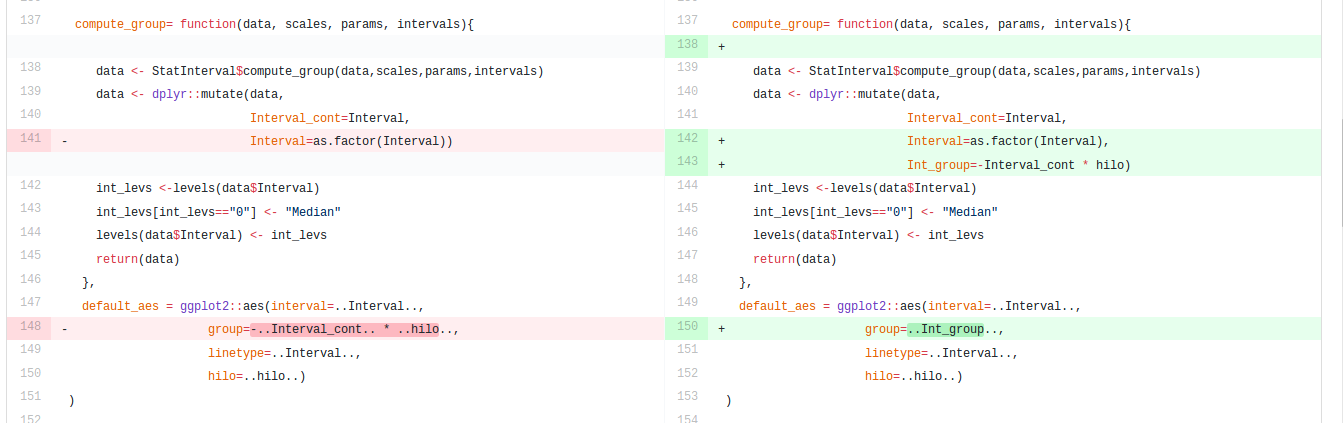 137 compute_group= function(data, scales, params, intervals){
138 data <- StatInterval$compute_group(data,scales,params,intervals)
139 data <- dplyr::mutate(data,
140 Interval_cont=Interval,
141 - Interval=as.factor(Interval))
142 int_levs <-levels(data$Interval)
143 int_levs[int_levs=="0"] <- "Median"
144 levels(data$Interval) <- int_levs
145 return(data)
146 },
147 default_aes = ggplot2::aes(interval=..Interval..,
148 - group=-..Interval_cont.. * ..hilo..,
149 linetype=..Interval..,
150 hilo=..hilo..)
151 )
152
137 compute_group= function(data, scales, params, intervals){
138 +
139 data <- StatInterval$compute_group(data,scales,params,intervals)
140 data <- dplyr::mutate(data,
141 Interval_cont=Interval,
142 + Interval=as.factor(Interval),
143 + Int_group=-Interval_cont * hilo)
144 int_levs <-levels(data$Interval)
145 int_levs[int_levs=="0"] <- "Median"
146 levels(data$Interval) <- int_levs
147 return(data)
148 },
149 default_aes = ggplot2::aes(interval=..Interval..,
150 + group=..Int_group..,
151 linetype=..Interval..,
152 hilo=..hilo..)
153 )
154